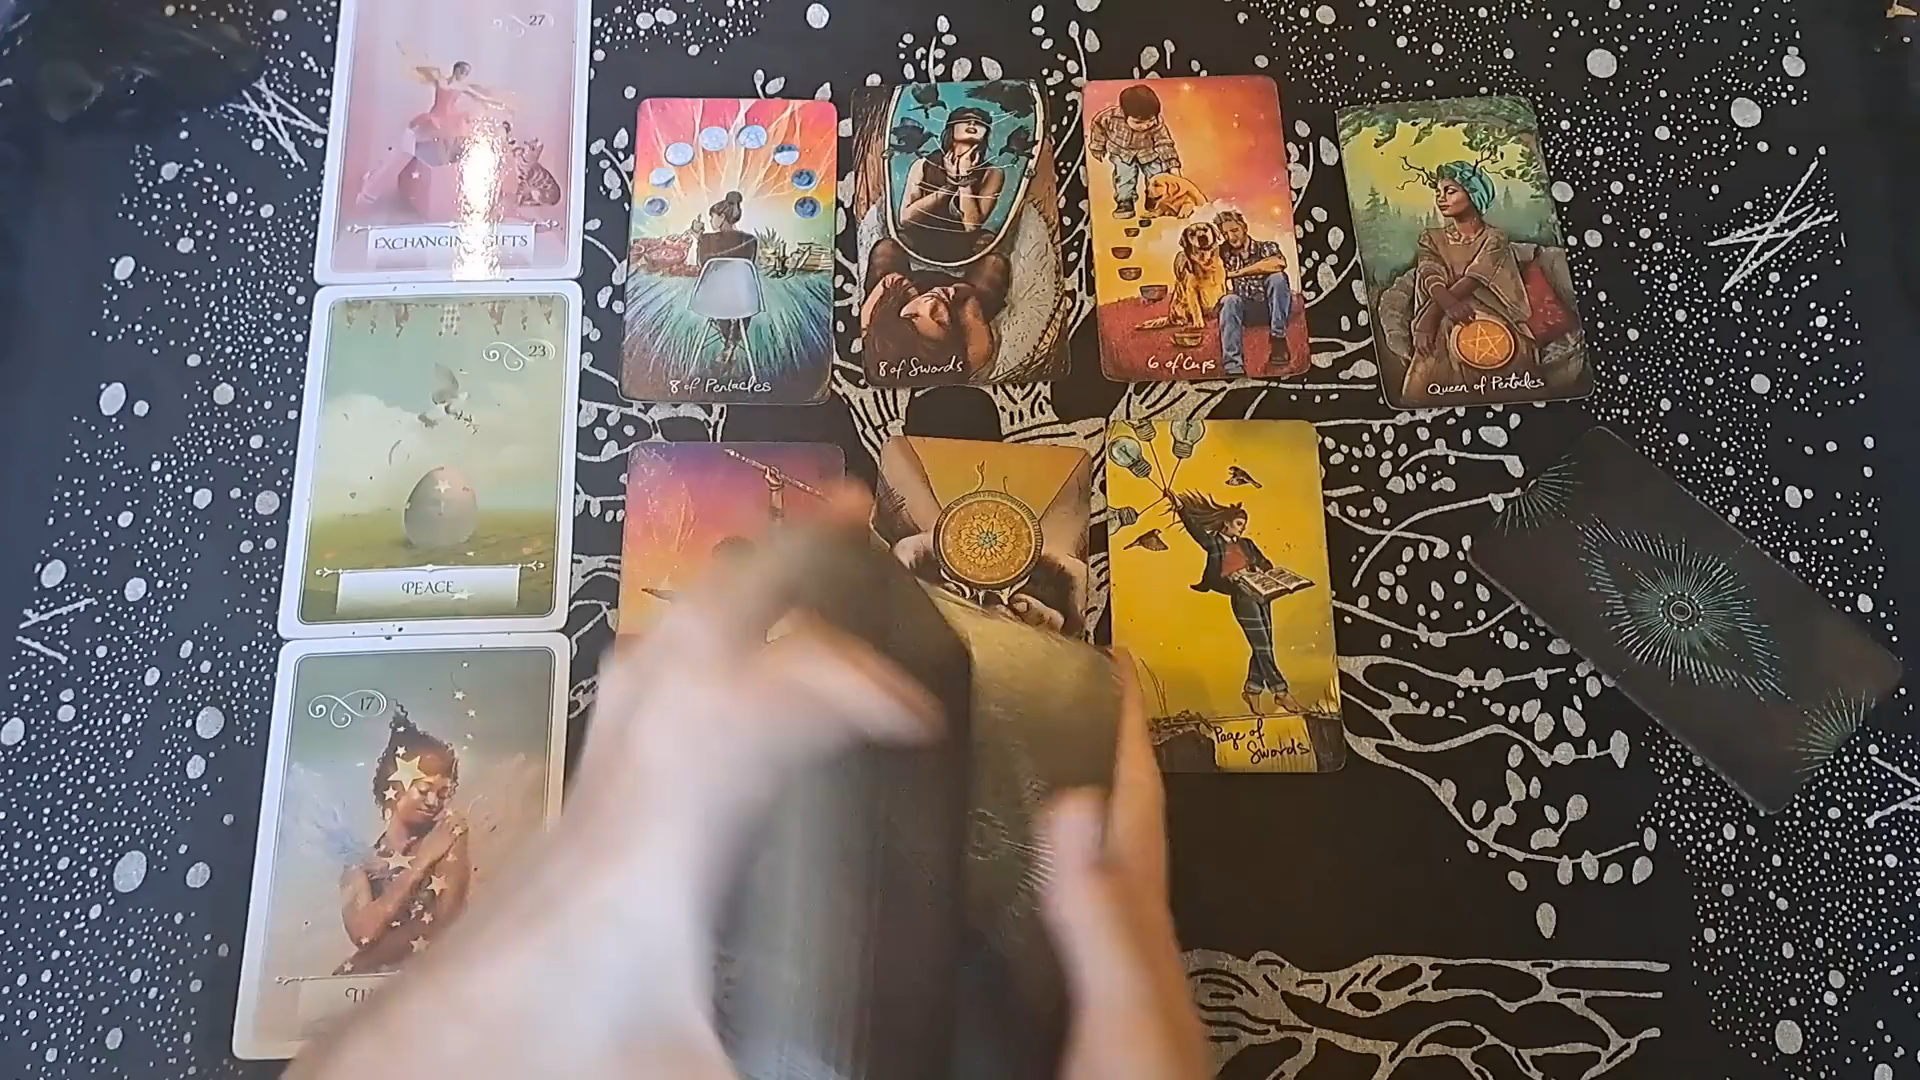 27
EXCHANGING GIFTS
23
PEACE
17
8 of Pentacles
8 of Swords
6 of Cups
Queen of Pentacles
Page of
Swords